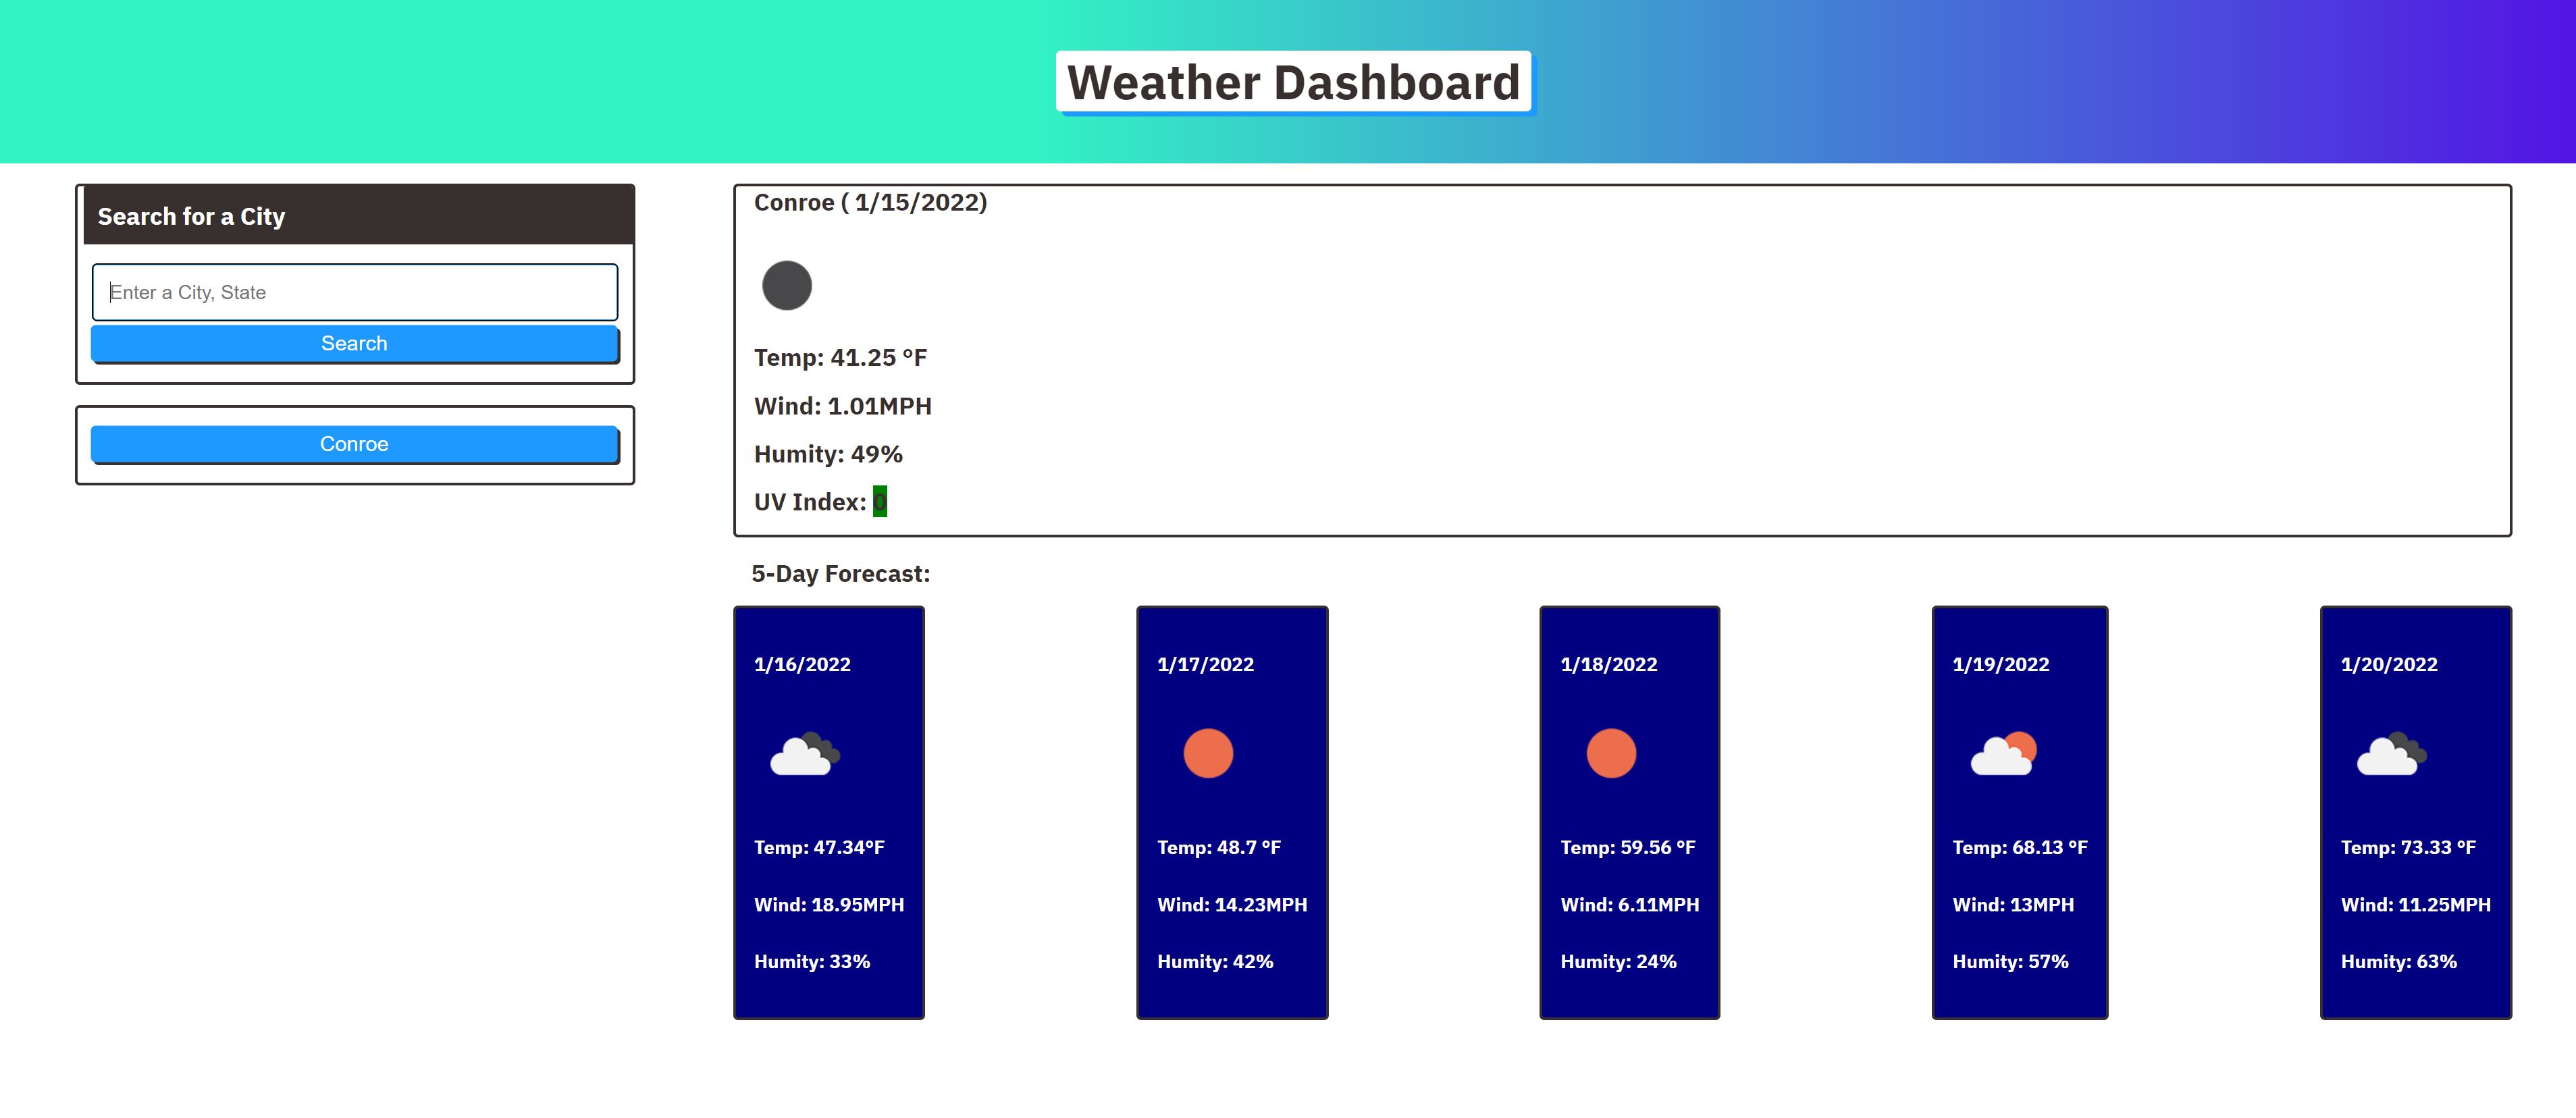 Weather Dashboard
Search for a City
Enter a City, State
Search
Conroe
Conroe ( 1/15/2022)
Temp: 41.25 °F
Wind: 1.01MPH
Humity: 49%
UV Index: 0
5-Day Forecast:
1/16/2022
Temp: 47.34°F
Wind: 18.95MPH
Humity: 33%
1/17/2022
Temp: 48.7 °F
Wind: 14.23MPH
Humity: 42%
1/18/2022
Temp: 59.56 °F
Wind: 6.11MPH
Humity: 24%
1/19/2022
Temp: 68.13 °F
Wind: 13MPH
Humity: 57%
1/20/2022
Temp: 73.33 °F
Wind: 11.25MPH
Humity: 63%